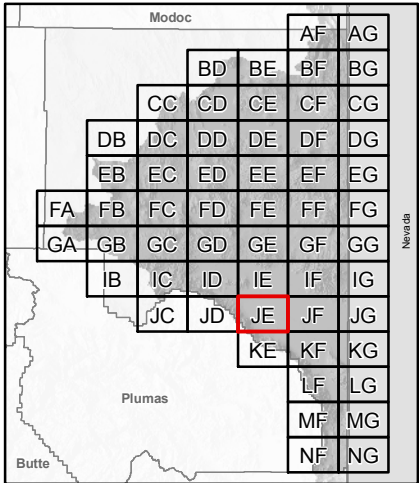 Modoc
AF AG
BD BE BF BG
CC CD CE CF CG
DB DC DD DE DF DG
EB EC ED EE EF EG
FA FB FC FD FE FF FG
Nevada
GA GB GC GD GE GF GG
IB IC ID IE IF IG
JC JD JE JF JG
KE KF KG
Plumas
LF LG
MF MG
Butte
NF NG